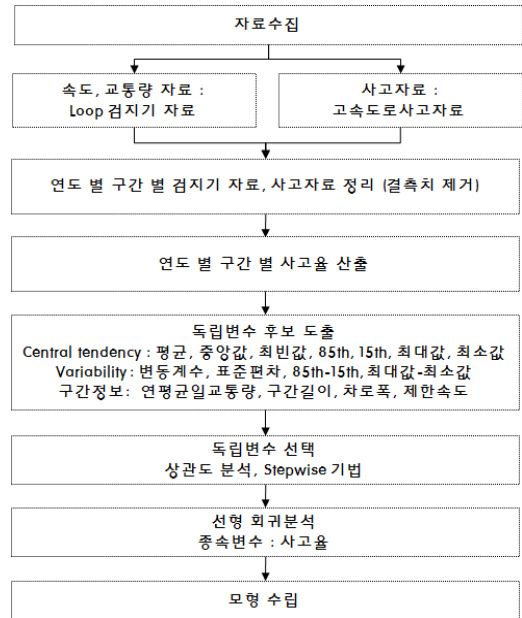 자료수집
속도, 교통량 자료 :
Loop 검지기 자료
사고자료 :
고속도로사고자료
연도 별 구간 별 검지기 자료, 사고자료 정리 (결측치 제거)
연도 별 구간 별 사고율 산출
독립변수 후보 도출
Central tendency : 평균, 중앙값, 최빈값, 85th, 15th, 최대값, 최소값
Variability : 변동계수, 표준편차, 85th-15th, 최대값-최소값
구간정보: 연평균일교통량, 구간길이, 차로폭, 제한속도
독립변수 선택
상관도 분석, Stepwise 기법
선형 회귀분석
종속변수 : 사고율
모형 수립